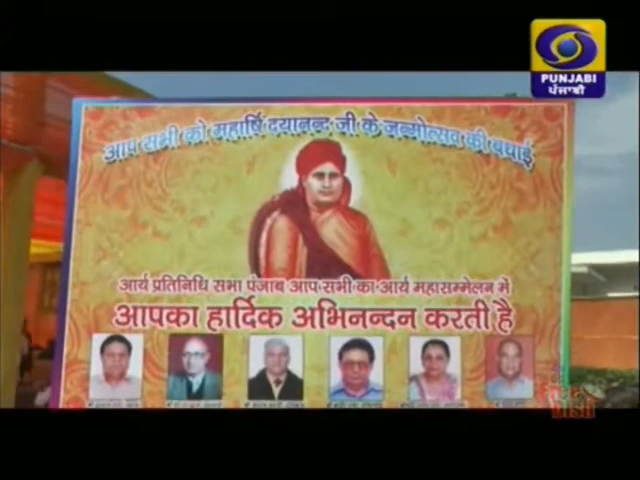 PUNJABI
ਪੰਜਾਬੀ
आप सभी को महार्षि दयानन्द जी के जन्मोत्सव की बधाई
आर्य प्रतिनिधि सभा पंजाब आप सभी का आर्य महासम्मेलन में
आपका हार्दिक अभिनन्दन करती है